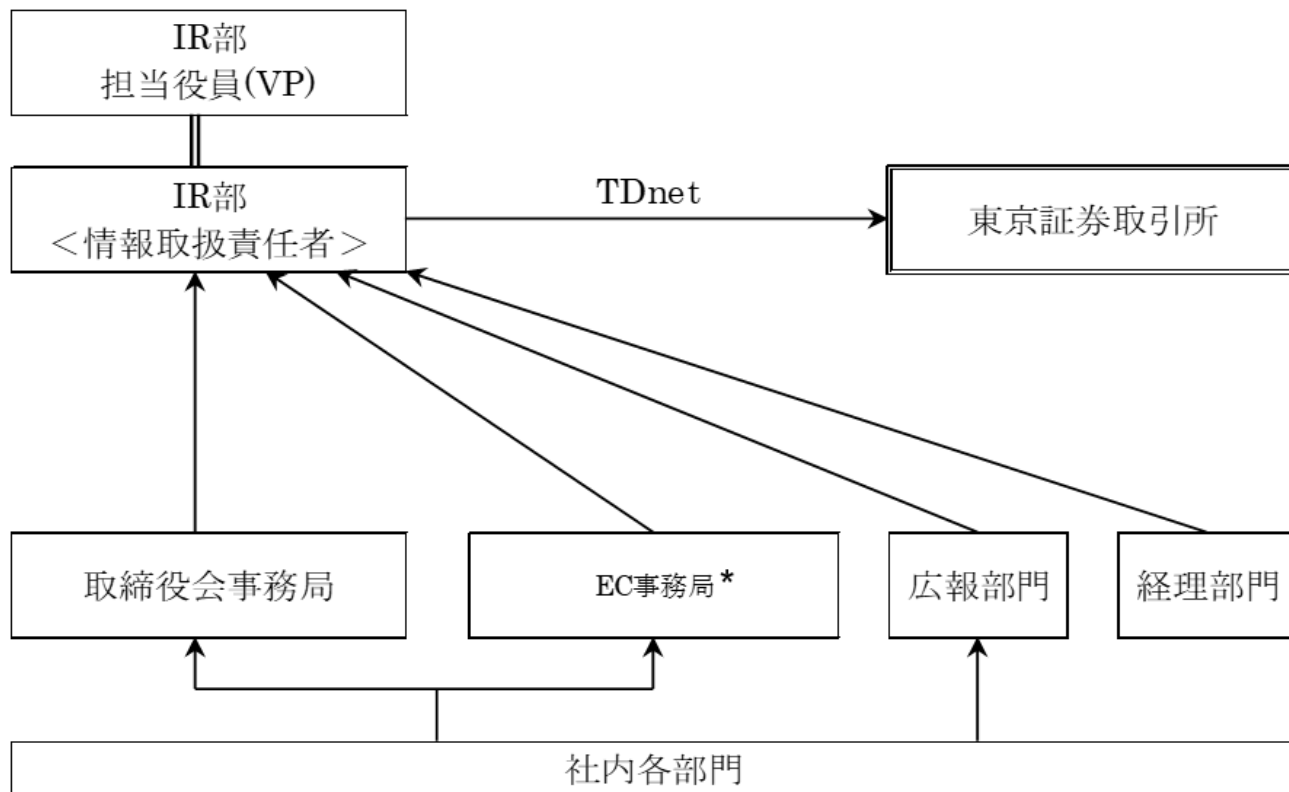 IR部
担当役員(VP)
IR部
＜情報取扱責任者＞
TDnet
東京証券取引所
取締役会事務局
EC事務局*
広報部門
経理部門
社内各部門